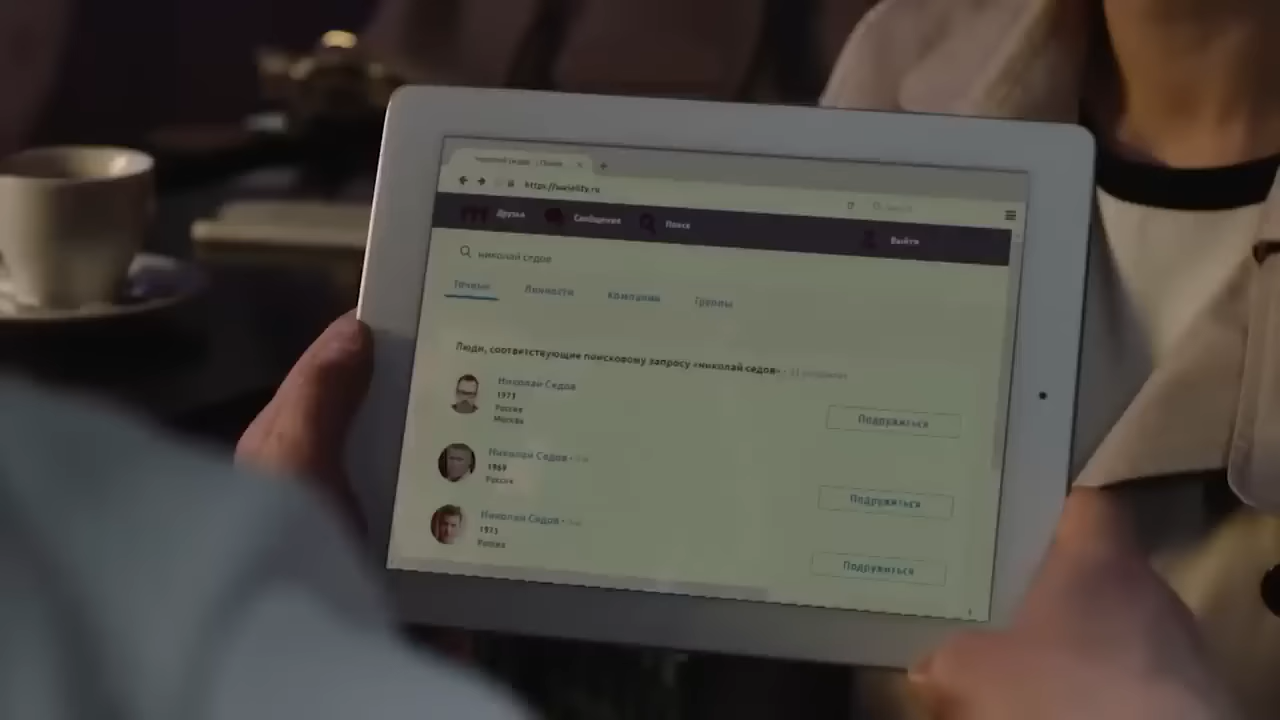 Друзья Сообщения Поиск Выйти
николай седов
Точные Личности Компании Группы
Люди, соответствующие поисковому запросу «николай седов»
Николай Седов
1973
Россия
Москва
Подружиться
Николай Седов
1969
Россия
Подружиться
Николай Седов
1973
Россия
Подружиться